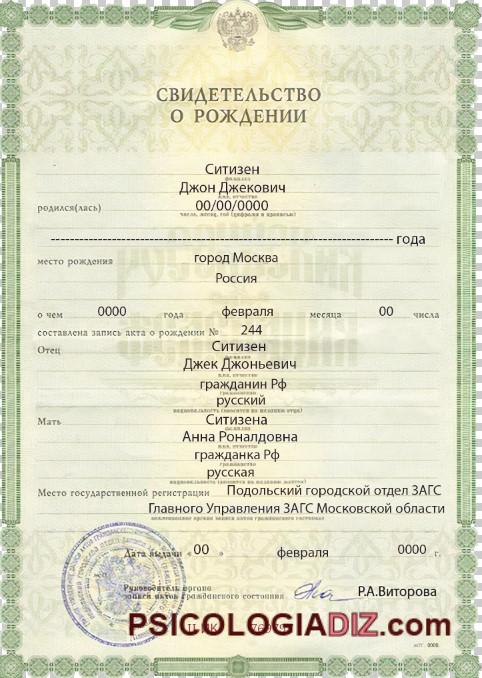 СВИДЕТЕЛЬСТВО
О РОЖДЕНИИ
Ситизен
фамилия
Джон Джекович
имя, отчество
родился(лась) 00/00/0000
число, месяц, год (цифрами и прописью)
года
место рождения город Москва
Россия
о чем 0000 года февраля месяца 00 числа
составлена запись акта о рождении № 244
Отец Ситизен
фамилия
Джек Джоньевич
имя, отчество
гражданин Рф
гражданство
русский
национальность (вносится по желанию отца)
Мать Ситизена
фамилия
Анна Роналдовна
имя, отчество
гражданка Рф
гражданство
русская
национальность (вносится по желанию матери)
Место государственной регистрации Подольский городской отдел ЗАГС
наименование органа записи актов гражданского состояния
Главного Управления ЗАГС Московской области
Дата выдачи « 00 » февраля 0000 г.
Руководитель органа
записи актов гражданского состояния Р.А.Виторова
PSICOLOGIADIZ.com